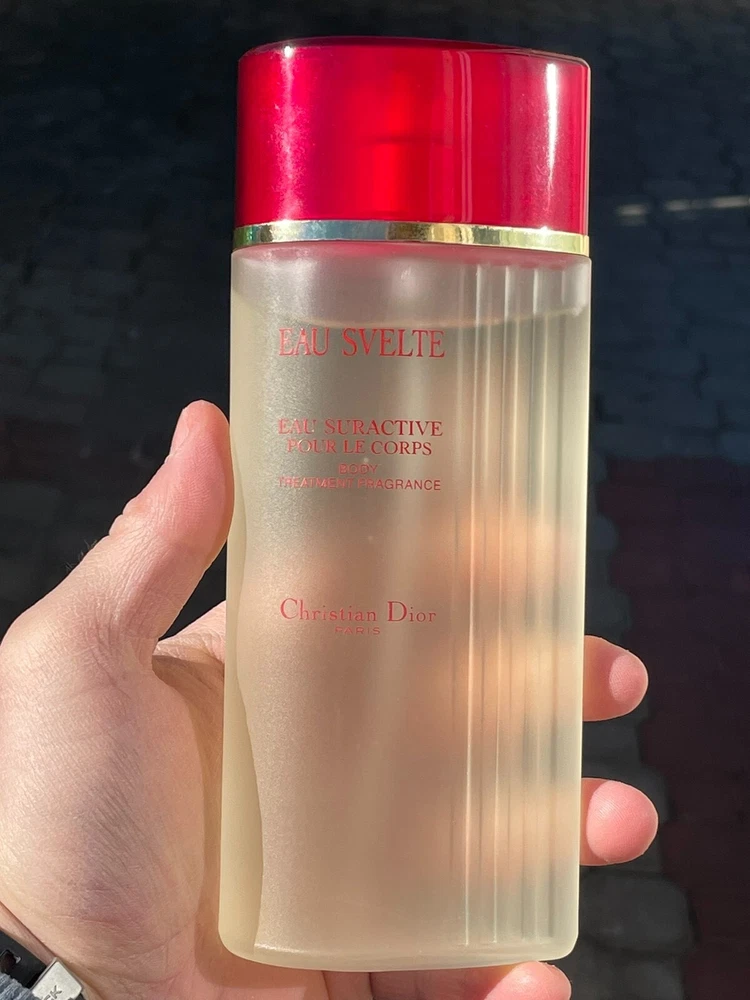 EAU SVELTE
EAU SURACTIVE
POUR LE CORPS
BODY
TREATMENT FRAGRANCE
Christian Dior
PARIS